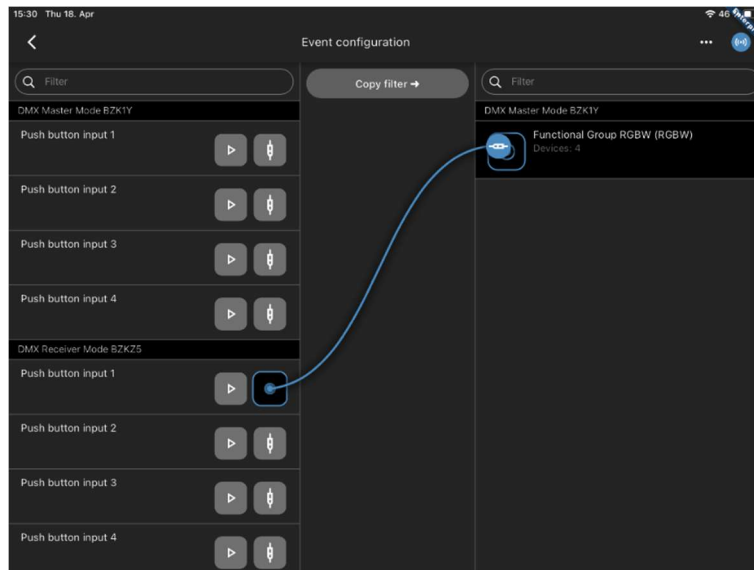 15:30 Thu 18. Apr
46
Enterpr
Event configuration
Filter
Copy filter
Filter
DMX Master Mode BZK1Y
Push button input 1
Push button input 2
Push button input 3
Push button input 4
DMX Receiver Mode BZKZ5
Push button input 1
Push button input 2
Push button input 3
Push button input 4
DMX Master Mode BZK1Y
Functional Group RGBW (RGBW)
Devices: 4